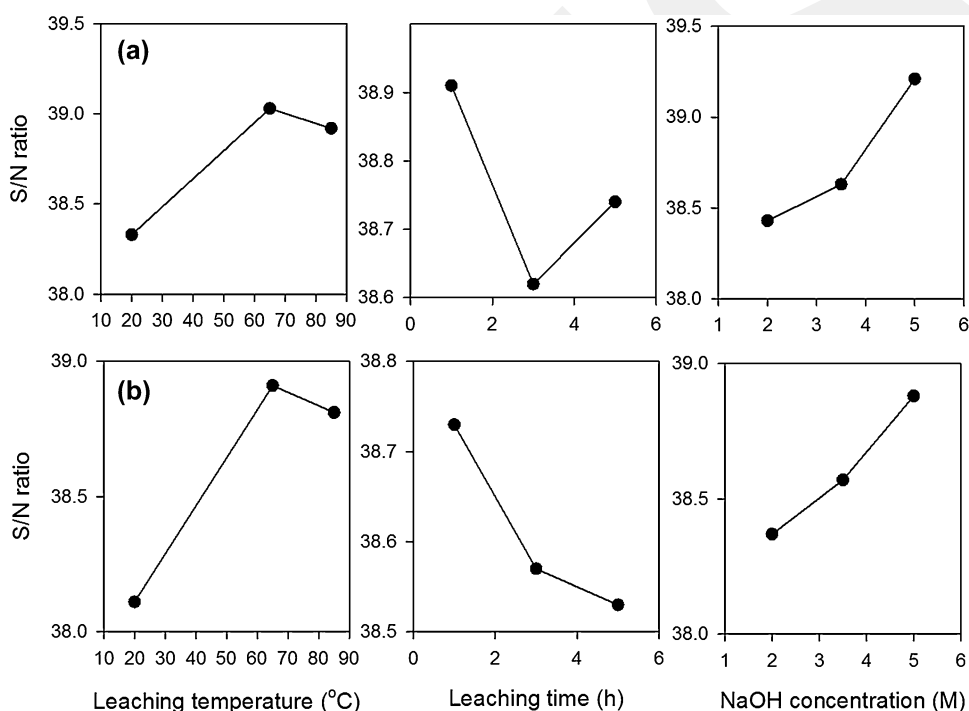 (a)
S/N ratio
39.5
39.0
38.5
38.0
10 20 30 40 50 60 70 80 90
38.9
38.8
38.7
38.6
0 2 4 6
39.5
39.0
38.5
38.0
1 2 3 4 5 6
(b)
S/N ratio
39.0
38.5
38.0
10 20 30 40 50 60 70 80 90
Leaching temperature (°C)
38.8
38.7
38.6
38.5
0 2 4 6
Leaching time (h)
39.0
38.5
38.0
1 2 3 4 5 6
NaOH concentration (M)